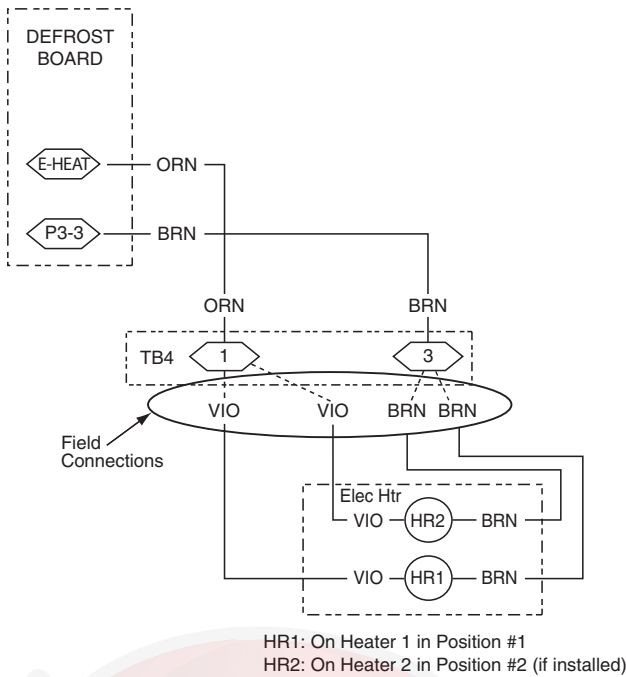 DEFROST
BOARD
E-HEAT
ORN
P3-3
BRN
ORN
BRN
TB4
1
3
VIO
VIO
BRN
BRN
Field
Connections
Elec Htr
VIO
HR2
BRN
VIO
HR1
BRN
HR1: On Heater 1 in Position #1
HR2: On Heater 2 in Position #2 (if installed)